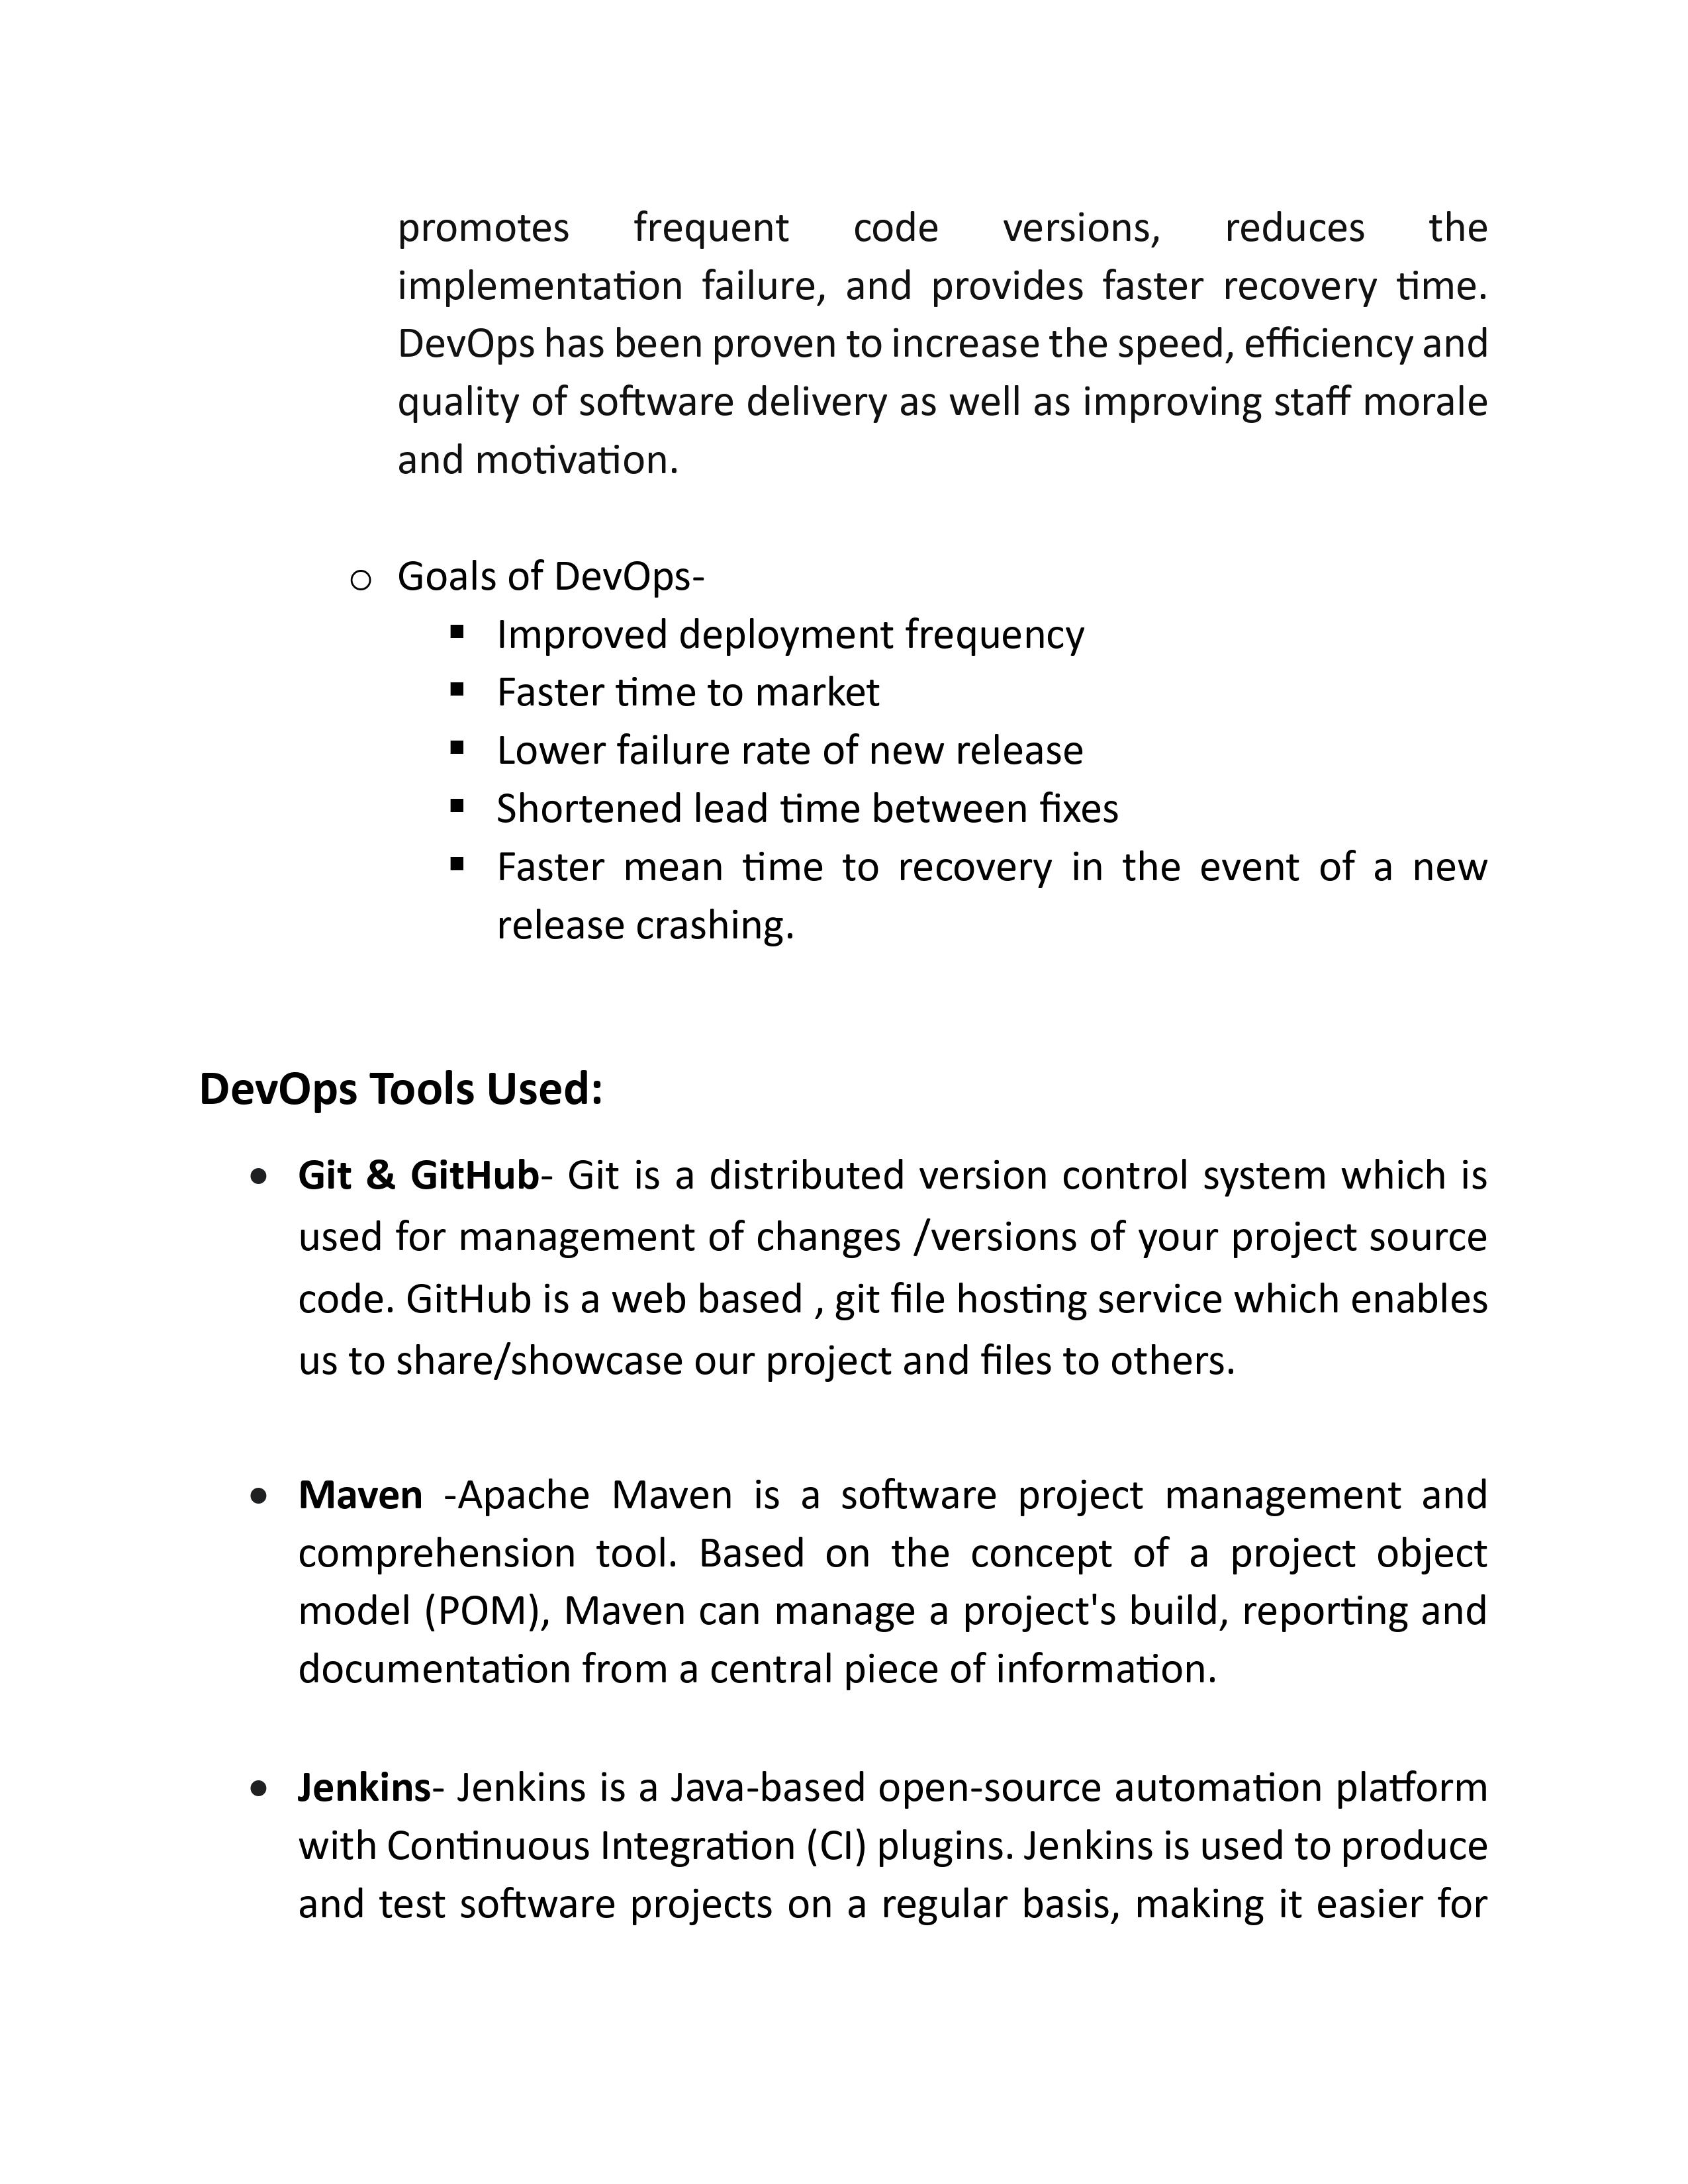 promotes frequent code versions, reduces the
implementation failure, and provides faster recovery time.
DevOps has been proven to increase the speed, efficiency and
quality of software delivery as well as improving staff morale
and motivation.
○ Goals of DevOps-
▪ Improved deployment frequency
▪ Faster time to market
▪ Lower failure rate of new release
▪ Shortened lead time between fixes
▪ Faster mean time to recovery in the event of a new
release crashing.
DevOps Tools Used:
• Git & GitHub- Git is a distributed version control system which is
used for management of changes /versions of your project source
code. GitHub is a web based , git file hosting service which enables
us to share/showcase our project and files to others.
• Maven -Apache Maven is a software project management and
comprehension tool. Based on the concept of a project object
model (POM), Maven can manage a project's build, reporting and
documentation from a central piece of information.
• Jenkins- Jenkins is a Java-based open-source automation platform
with Continuous Integration (CI) plugins. Jenkins is used to produce
and test software projects on a regular basis, making it easier for